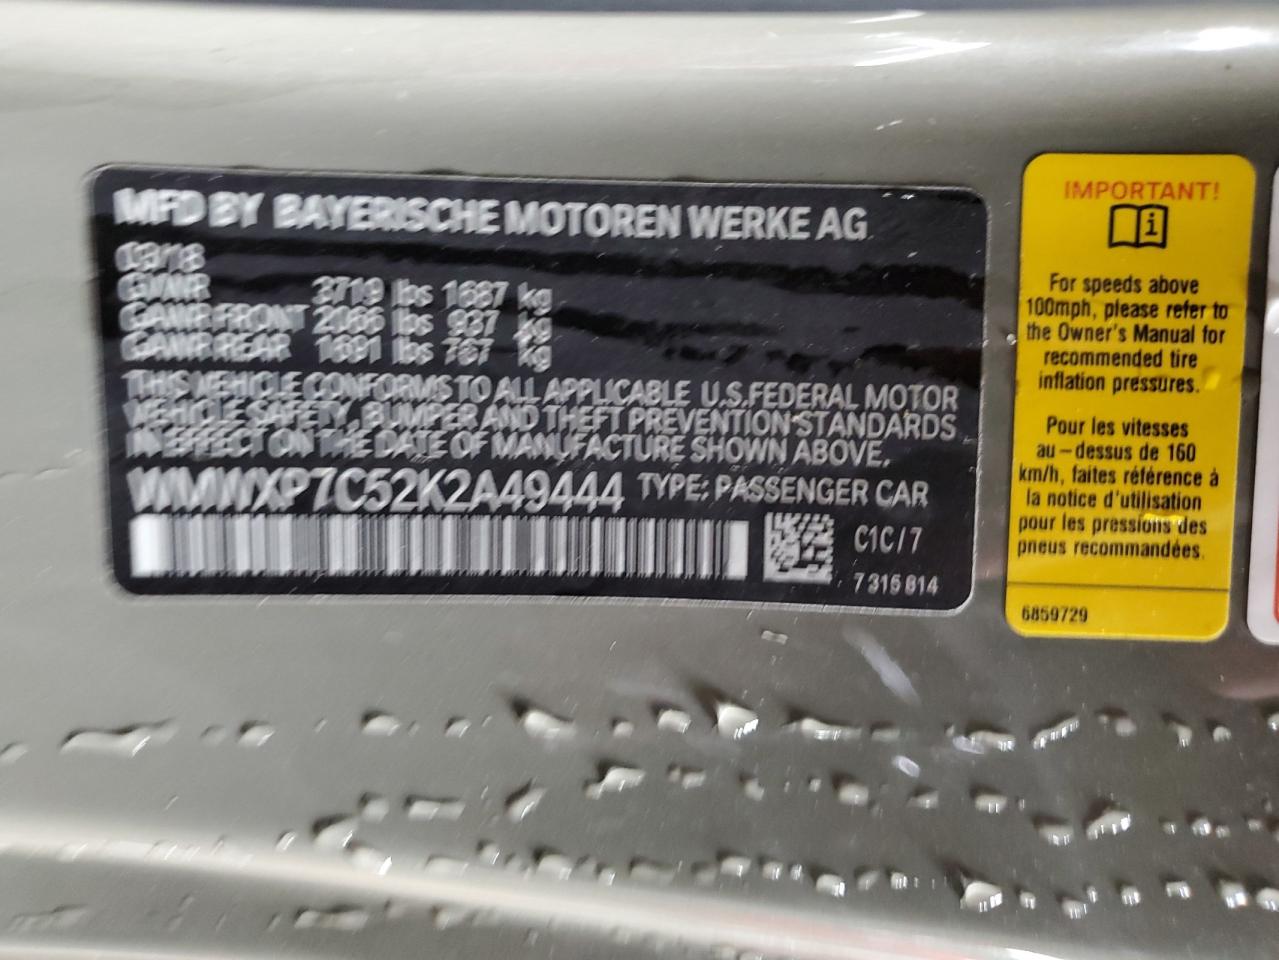 MFD BY BAYERISCHE MOTOREN WERKE AG
03/18
GVWR 3719 lbs 1687 kg
GAWR FRONT 2066 lbs 937 kg
GAWR REAR 1691 lbs 767 kg
THIS VEHICLE CONFORMS TO ALL APPLICABLE U.S.FEDERAL MOTOR
VEHICLE SAFETY, BUMPER AND THEFT PREVENTION STANDARDS
IN EFFECT ON THE DATE OF MANUFACTURE SHOWN ABOVE.
WMWXP7C52K2A49444 TYPE: PASSENGER CAR
C1C/7
7 315 814
IMPORTANT!
i
For speeds above
100mph, please refer to
the Owner's Manual for
recommended tire
inflation pressures.
Pour les vitesses
au-dessus de 160
km/h, faites référence à
la notice d'utilisation
pour les pressions des
pneus recommandées.
6859729